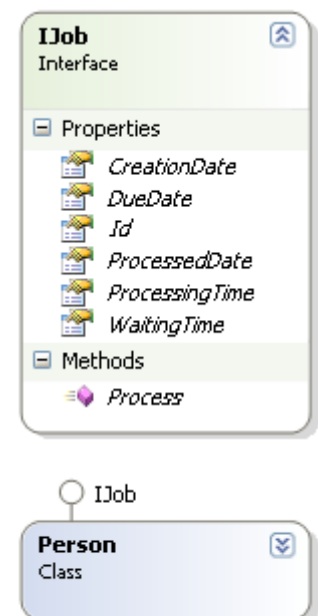 IJob
Interface
Properties
CreationDate
DueDate
Id
ProcessedDate
ProcessingTime
WaitingTime
Methods
Process
IJob
Person
Class